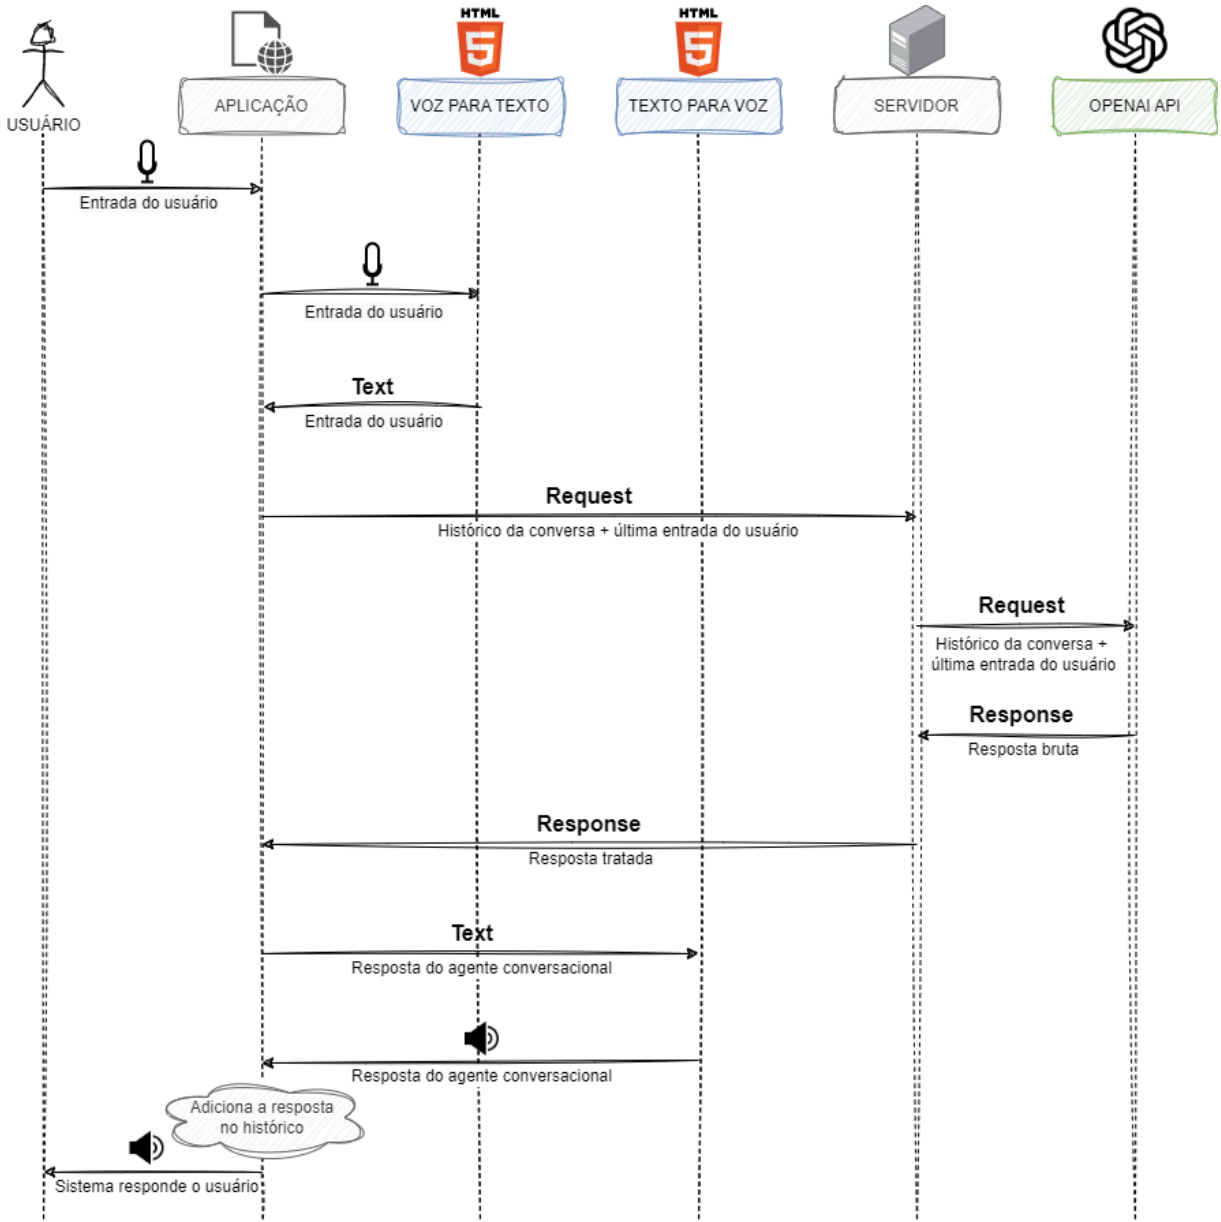 HTML
5
HTML
5
USUÁRIO
APLICAÇÃO
VOZ PARA TEXTO
TEXTO PARA VOZ
SERVIDOR
OPENAI API
Entrada do usuário
Entrada do usuário
Text
Entrada do usuário
Request
Histórico da conversa + última entrada do usuário
Request
Histórico da conversa +
última entrada do usuário
Response
Resposta bruta
Response
Resposta tratada
Text
Resposta do agente conversacional
Resposta do agente conversacional
Adiciona a resposta
no histórico
Sistema responde o usuário